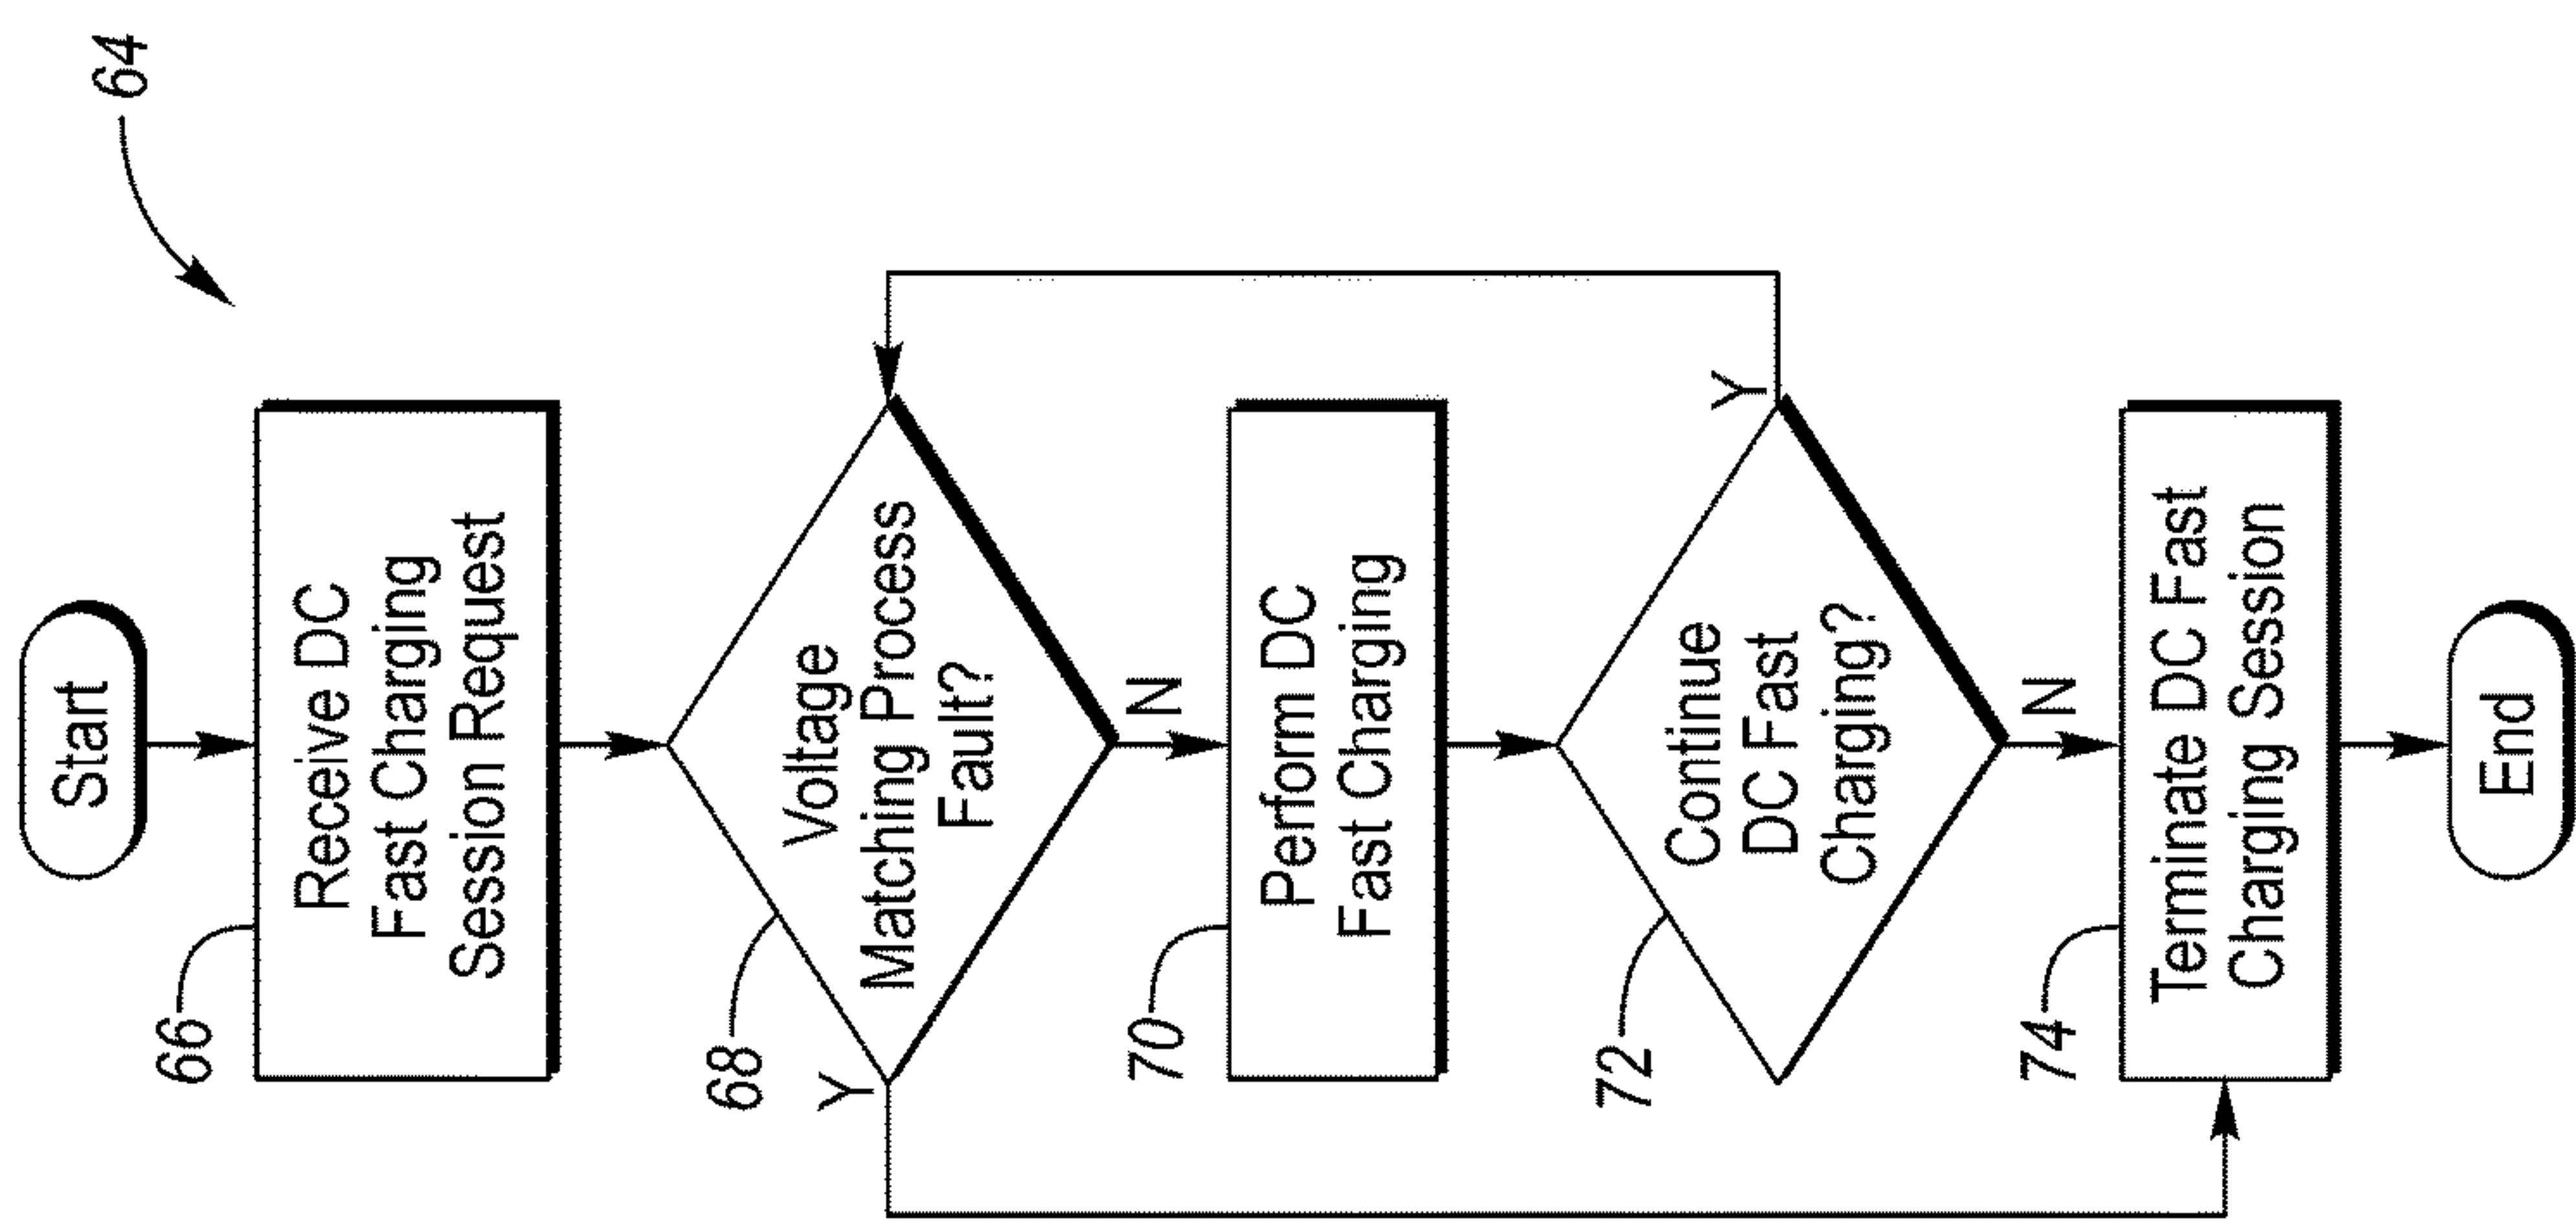 64
Start
66
Receive DC
Fast Charging
Session Request
68
Voltage
Matching Process
Fault?
Y
N
70
Perform DC
Fast Charging
72
Continue
DC Fast
Charging?
Y
N
74
Terminate DC Fast
Charging Session
End